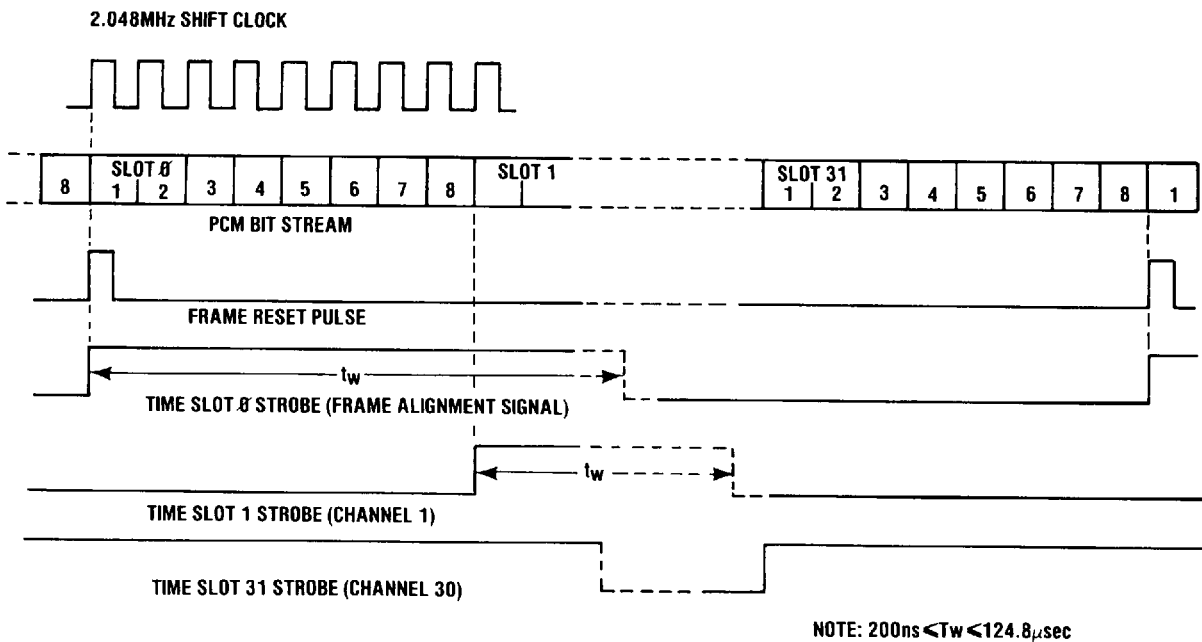 2.048MHz SHIFT CLOCK
SLOT 0 SLOT 1 SLOT 31
8 1 2 3 4 5 6 7 8 1 2 3 4 5 6 7 8 1
PCM BIT STREAM
FRAME RESET PULSE
tw
TIME SLOT 0 STROBE (FRAME ALIGNMENT SIGNAL)
tw
TIME SLOT 1 STROBE (CHANNEL 1)
TIME SLOT 31 STROBE (CHANNEL 30)
NOTE: 200ns ≤ Tw ≤ 124.8μsec